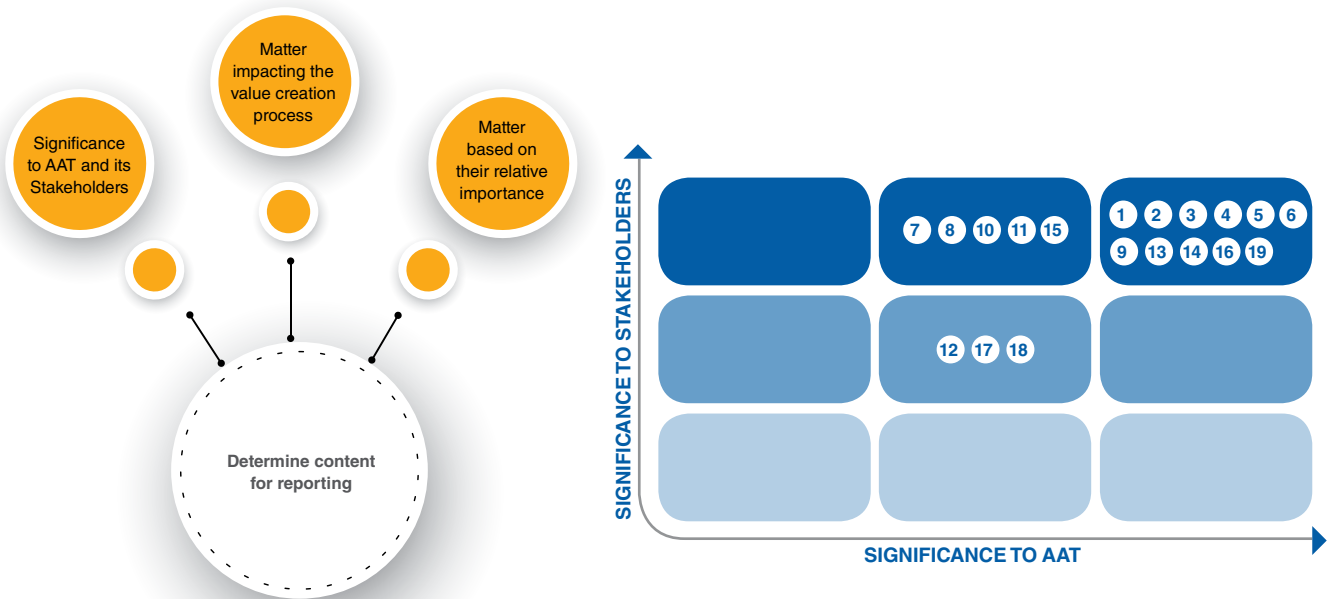 Matter
impacting the
value creation
process
Significance
to AAT and its
Stakeholders
Matter
based on
their relative
importance
Determine content
for reporting
SIGNIFICANCE TO STAKEHOLDERS
7 8 10 11 15
1 2 3 4 5 6
9 13 14 16 19
12 17 18
SIGNIFICANCE TO AAT